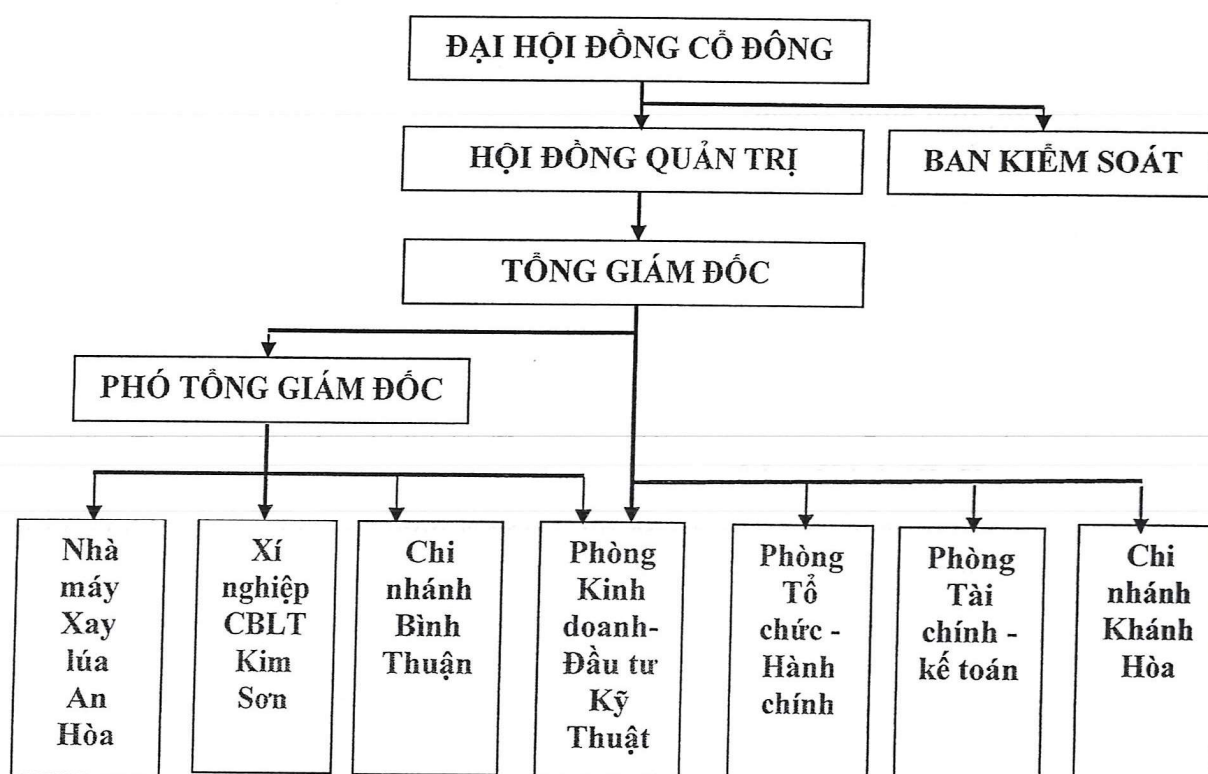 ĐẠI HỘI ĐỒNG CỔ ĐÔNG
HỘI ĐỒNG QUẢN TRỊ
BAN KIỂM SOÁT
TỔNG GIÁM ĐỐC
PHÓ TỔNG GIÁM ĐỐC
Nhà
máy
Xay
lúa
An
Hòa
Xí
nghiệp
CBLT
Kim
Sơn
Chi
nhánh
Bình
Thuận
Phòng
Kinh
doanh-
Đầu tư
Kỹ
Thuật
Phòng
Tổ
chức -
Hành
chính
Phòng
Tài
chính -
kế toán
Chi
nhánh
Khánh
Hòa